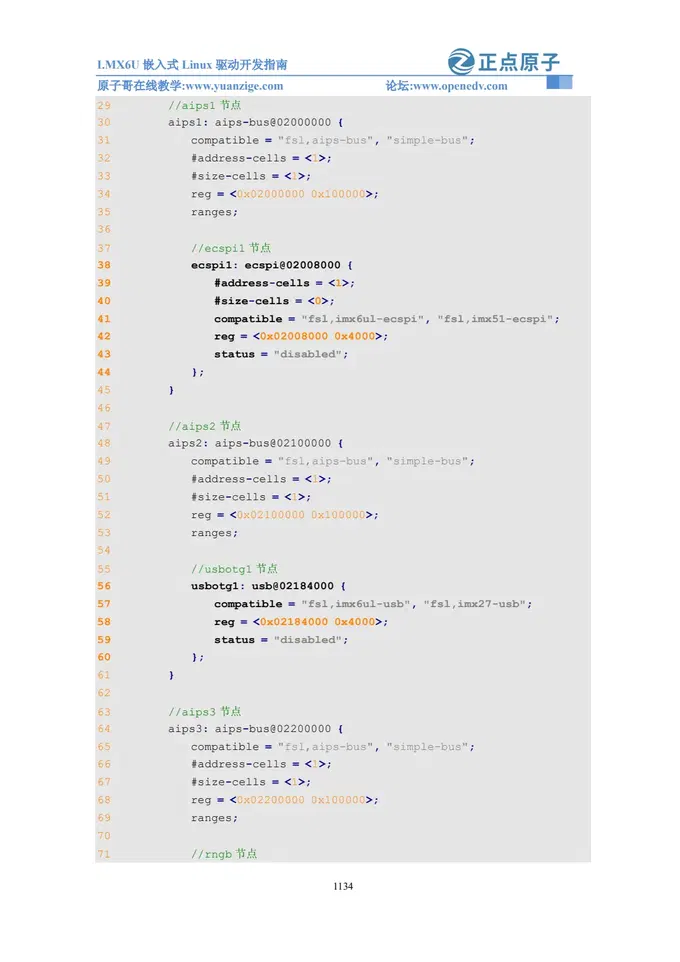 I.MX6U 嵌入式 Linux 驱动开发指南
正点原子
原子哥在线教学:www.yuanzige.com 论坛:www.openedv.com
29 //aips1 节点
30 aips1: aips-bus@02000000 {
31 compatible = "fsl,aips-bus", "simple-bus";
32 #address-cells = <1>;
33 #size-cells = <1>;
34 reg = <0x02000000 0x100000>;
35 ranges;
36
37 //ecspi1 节点
38 ecspi1: ecspi@02008000 {
39 #address-cells = <1>;
40 #size-cells = <0>;
41 compatible = "fsl,imx6ul-ecspi", "fsl,imx51-ecspi";
42 reg = <0x02008000 0x4000>;
43 status = "disabled";
44 };
45 }
46
47 //aips2 节点
48 aips2: aips-bus@02100000 {
49 compatible = "fsl,aips-bus", "simple-bus";
50 #address-cells = <1>;
51 #size-cells = <1>;
52 reg = <0x02100000 0x100000>;
53 ranges;
54
55 //usbotg1 节点
56 usbotg1: usb@02184000 {
57 compatible = "fsl,imx6ul-usb", "fsl,imx27-usb";
58 reg = <0x02184000 0x4000>;
59 status = "disabled";
60 };
61 }
62
63 //aips3 节点
64 aips3: aips-bus@02200000 {
65 compatible = "fsl,aips-bus", "simple-bus";
66 #address-cells = <1>;
67 #size-cells = <1>;
68 reg = <0x02200000 0x100000>;
69 ranges;
70
71 //rngb 节点
1134